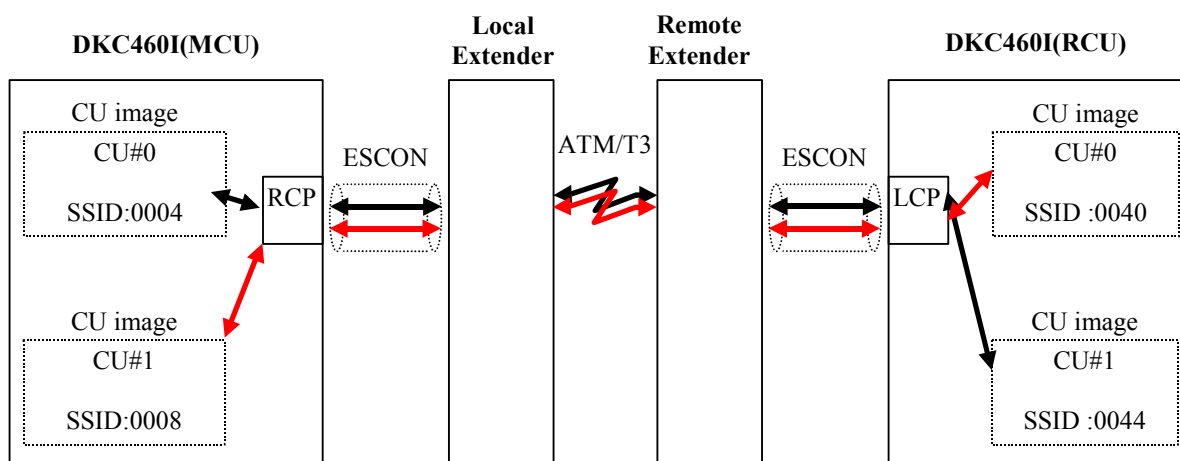 DKC460I(MCU)
Local
Extender
Remote
Extender
DKC460I(RCU)
CU image
CU#0
SSID:0004
RCP
ESCON
ATM/T3
ESCON
LCP
CU image
CU#0
SSID :0040
CU image
CU#1
SSID:0008
CU image
CU#1
SSID :0044